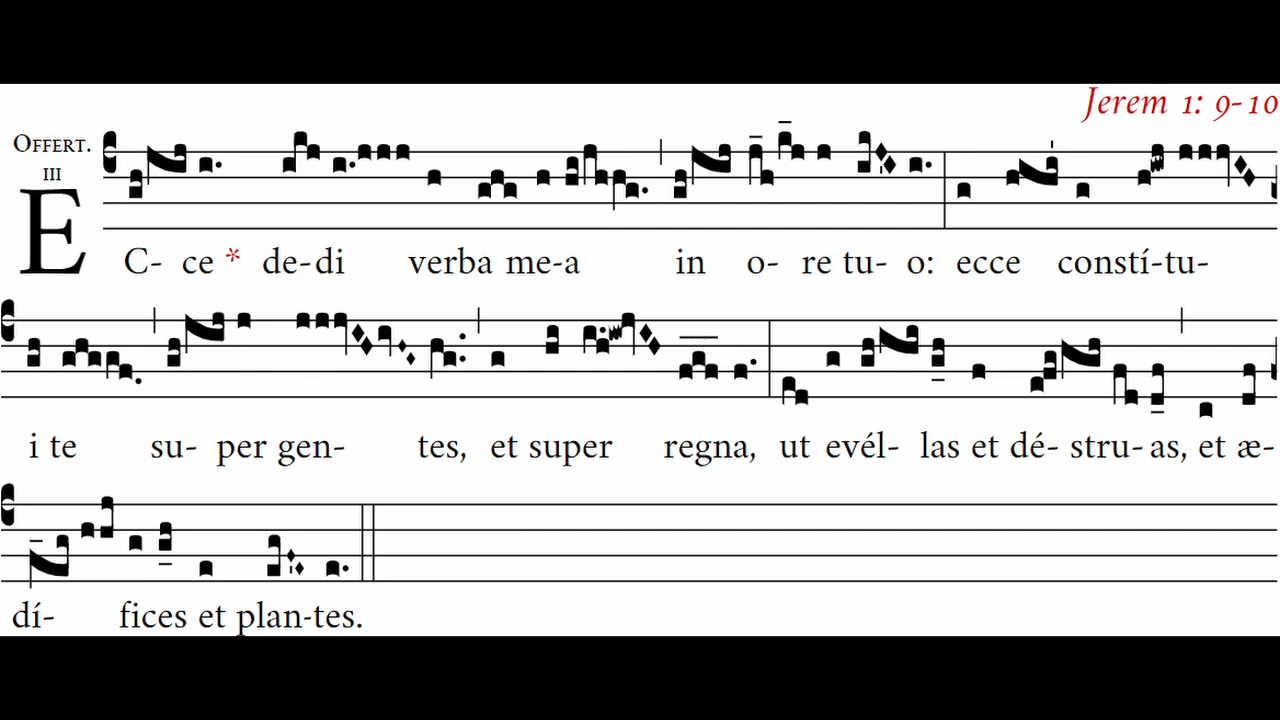 Jerem 1: 9-10
OFFERT.
III
EC- ce * de-di verba me-a in o- re tu- o: ecce constí-tu-
i te su- per gen- tes, et super regna, ut evél- las et dé- stru- as, et æ-
dí- fices et plan-tes.